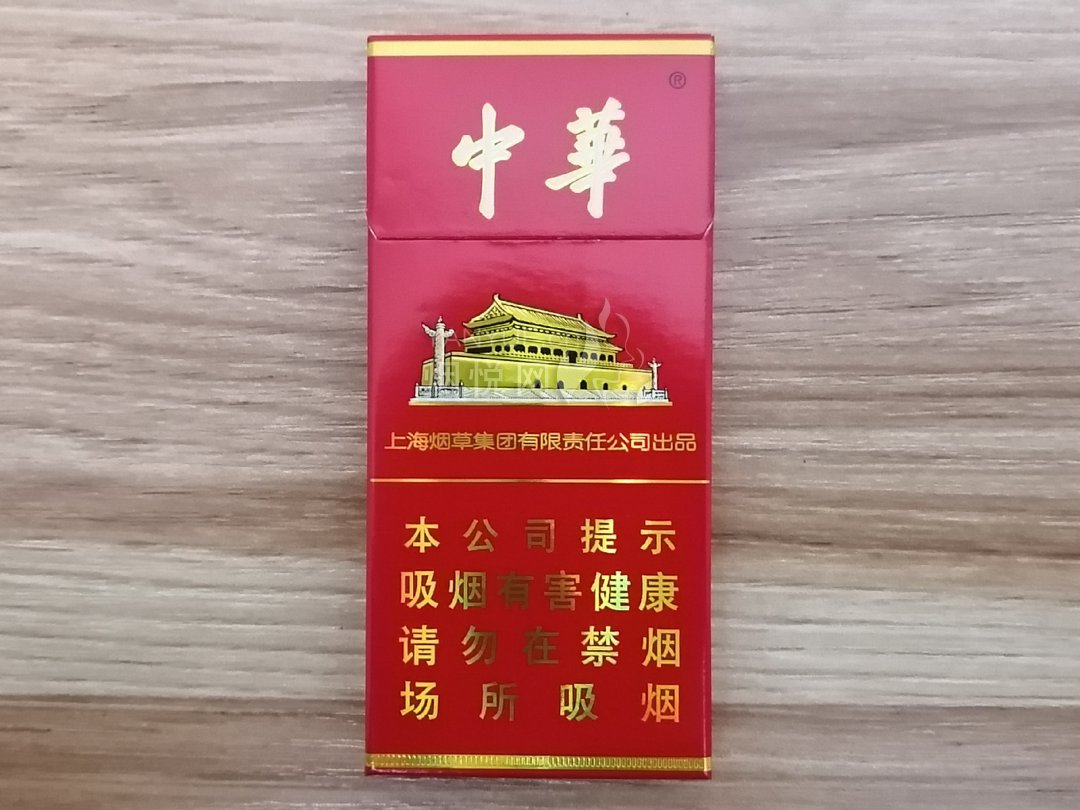 ®
中華
上海烟草集团有限责任公司出品
本公司提示
吸烟有害健康
请勿在禁烟
场所吸烟